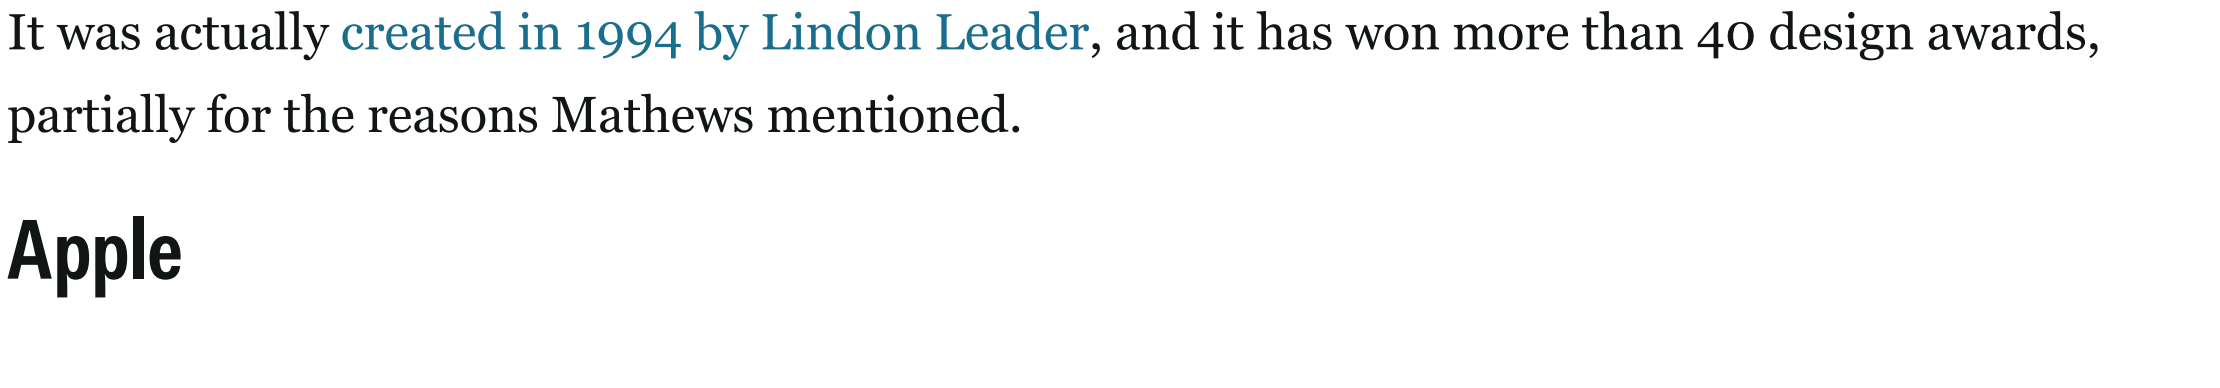 It was actually created in 1994 by Lindon Leader, and it has won more than 40 design awards,
partially for the reasons Mathews mentioned.
Apple